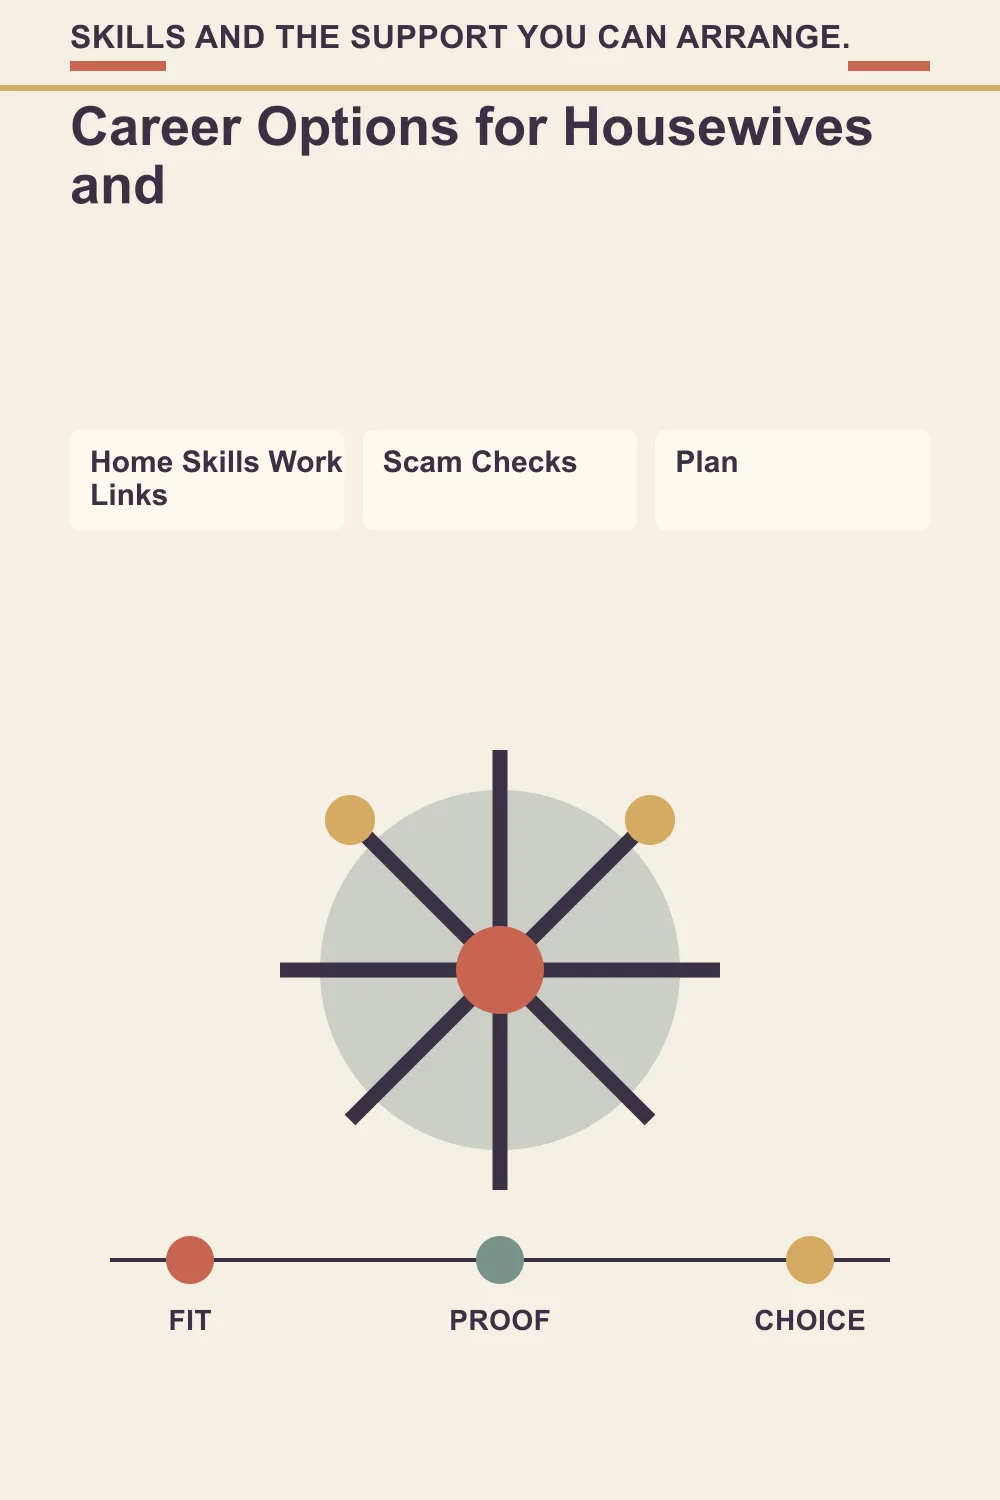 SKILLS AND THE SUPPORT YOU CAN ARRANGE.
Career Options for Housewives
and
Home Skills Work
Links
Scam Checks
Plan
FIT
PROOF
CHOICE